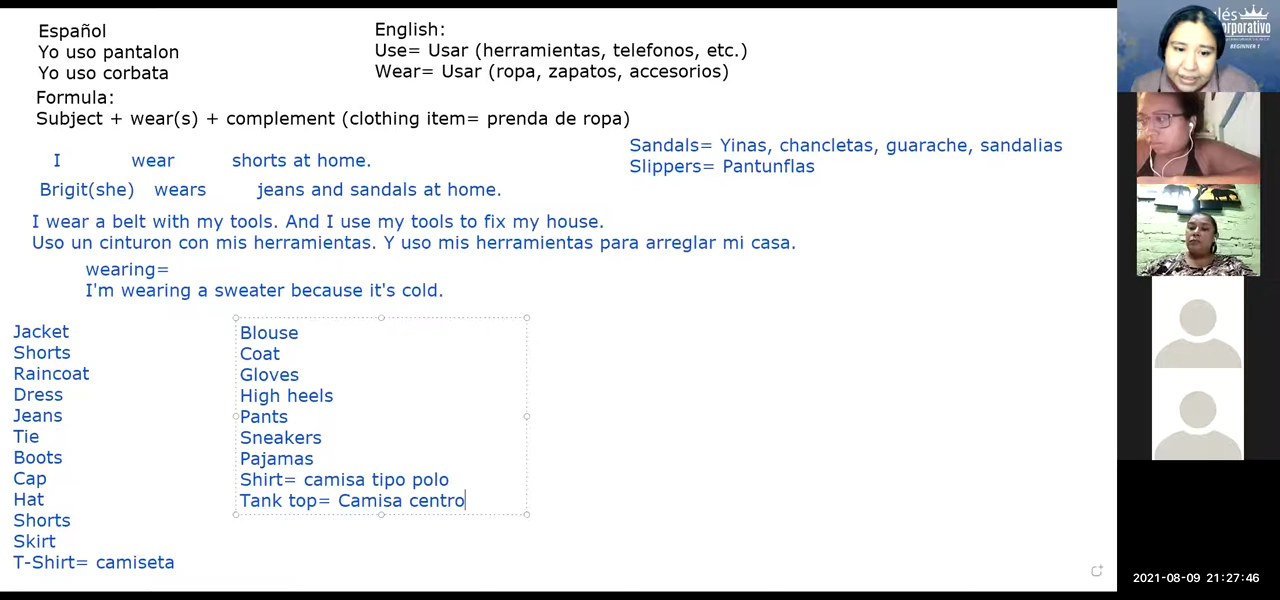 Español
Yo uso pantalon
Yo uso corbata
English:
Use= Usar (herramientas, telefonos, etc.)
Wear= Usar (ropa, zapatos, accesorios)
Formula:
Subject + wear(s) + complement (clothing item= prenda de ropa)
I wear shorts at home.
Brigit(she) wears jeans and sandals at home.
Sandals= Yinas, chancletas, guarache, sandalias
Slippers= Pantunflas
I wear a belt with my tools. And I use my tools to fix my house.
Uso un cinturon con mis herramientas. Y uso mis herramientas para arreglar mi casa.
wearing=
I'm wearing a sweater because it's cold.
Jacket
Shorts
Raincoat
Dress
Jeans
Tie
Boots
Cap
Hat
Shorts
Skirt
T-Shirt= camiseta
Blouse
Coat
Gloves
High heels
Pants
Sneakers
Pajamas
Shirt= camisa tipo polo
Tank top= Camisa centro
BEGINNER 1
2021-08-09 21:27:46